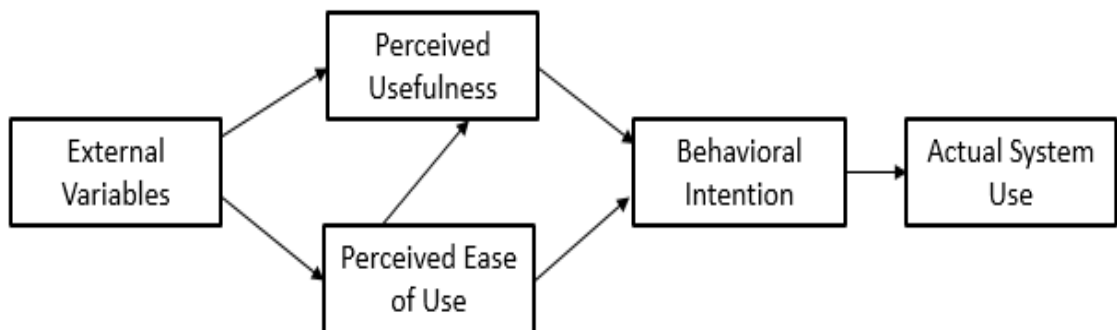 Perceived
Usefulness
External
Variables
Behavioral
Intention
Actual System
Use
Perceived Ease
of Use